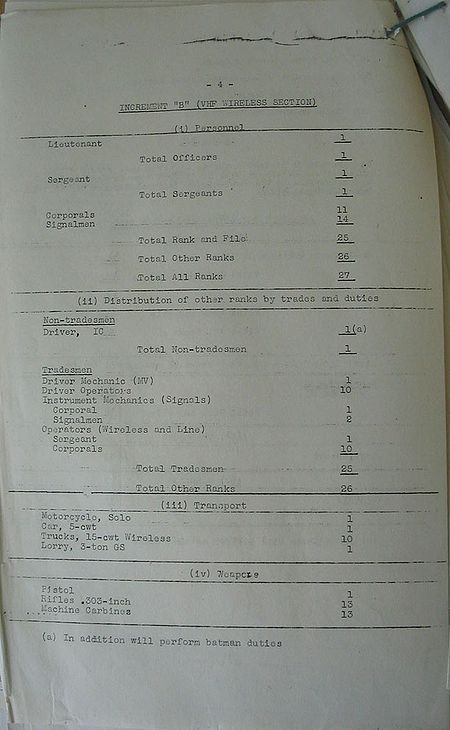 - 4 -
INCREMENT "B" (VHF WIRELESS SECTION)
(i) Personnel
Lieutenant 1
Total Officers 1
Sergeant 1
Total Sergeants 1
Corporals 11
Signalmen 14
Total Rank and File 25
Total Other Ranks 26
Total All Ranks 27
(ii) Distribution of other ranks by trades and duties
Non-tradesmen
Driver, IC 1(a)
Total Non-tradesmen 1
Tradesmen
Driver Mechanic (MV) 1
Driver Operators 10
Instrument Mechanics (Signals)
Corporal 1
Signalmen 2
Operators (Wireless and Line)
Sergeant 1
Corporals 10
Total Tradesmen 25
Total Other Ranks 26
(iii) Transport
Motorcycle, Solo 1
Car, 5-cwt 1
Trucks, 15-cwt Wireless 10
Lorry, 3-ton GS 1
(iv) Weapons
Pistol 1
Rifles .303-inch 13
Machine Carbines 13
(a) In addition will perform batman duties